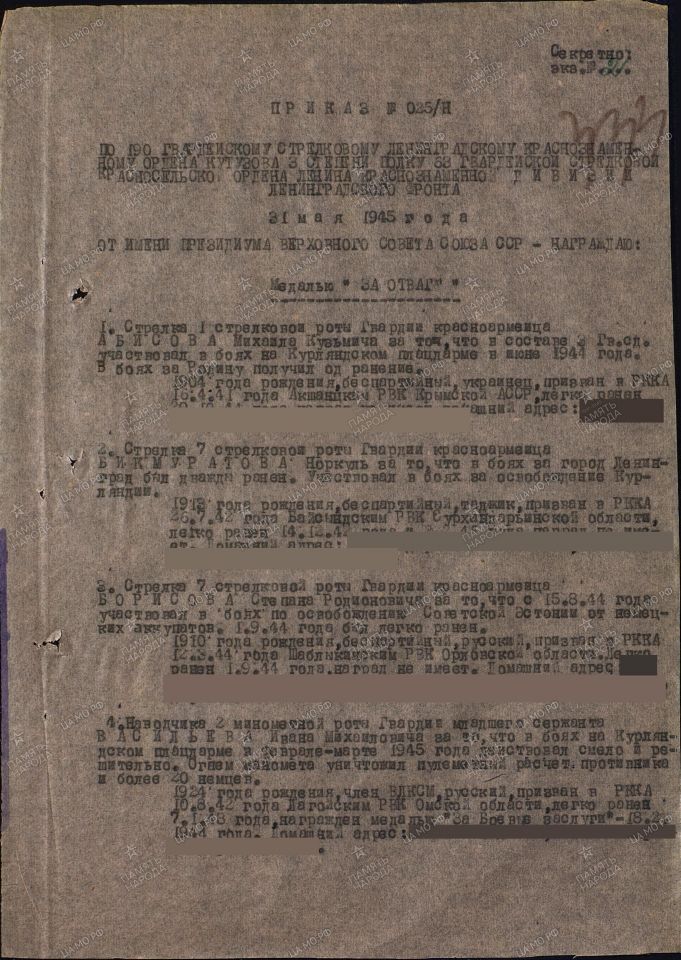 Секретно:
экз.№
ПРИКАЗ № 025/Н
ПО 190 ГВАРДЕЙСКОМУ СТРЕЛКОВОМУ ЛЕНИНГРАДСКОМУ КРАСНОЗНАМЕН-
НОМУ ОРДЕНА КУТУЗОВА 3 СТЕПЕНИ ПОЛКУ 63 ГВАРДЕЙСКОЙ СТРЕЛКОВОЙ
КРАСНОСЕЛЬСКОЙ ОРДЕНА ЛЕНИНА КРАСНОЗНАМЕННОЙ ДИВИЗИИ
ЛЕНИНГРАДСКОГО ФРОНТА
31 мая 1945 года
ОТ ИМЕНИ ПРЕЗИДИУМА ВЕРХОВНОГО СОВЕТА СОЮЗА ССР - НАГРАЖДАЮ:
Медалью " ЗА ОТВАГУ "
1. Стрелка 1 стрелковой роты Гвардии красноармейца
АБИСОВА Михаила Кузьмича за то, что в составе 3 Гв.сд.
участвовал в боях на Курляндском плацдарме в июне 1944 года.
В боях за Родину получил од ранение.
1904 года рождения, беспартийный, украинец, призван в РККА
года РВК Крымской АССР, легко ранен
домашний адрес:
2. Стрелка 7 стрелковой роты Гвардии красноармейца
БИКМУРАТОВА Норкуль за то, что в боях за город Ленин-
град был дважды ранен. Участвовал в боях за освобождение Кур-
ляндии.
года рождения, беспартийный, таджик, призван в РККА
года Байсындским РВК Сурхандарьинской области,
легко ранен 14.12.42
ет. Домашний адрес:
3. Стрелка 7 стрелковой роты Гвардии красноармейца
БОРИСОВА Степана Родионовича за то, что с 15.8.44 года
участвовал в боях по освобождению Советской Эстонии от немец-
ких аккупатов. 1.9.44 года был легко ранен.
1910 года рождения, беспартийный, русский, призван в РККА
12.3.44 года Шаблыкинским РВК Орловской области. Легко
ранен 1.9.44 года. наград не имеет. Домашний адрес
4. Наводчика 2 минометной роты Гвардии младшего сержанта
ВАСИЛЬЕВА Ивана Михайловича за то, что в боях на Курлян-
дском плацдарме в феврале-марте 1945 года действовал смело и ре-
шительно. Огнем миномета уничтожил пулеметный расчет противника
и более 20 немцев.
1924 года рождения, член ВЛКСМ, русский, призван в РККА
10.8.42 года РВК Омской области, легко ранен
7.1.43 года, награжден медалью "За Боевые заслуги"-18.2.
года. Домашний адрес: